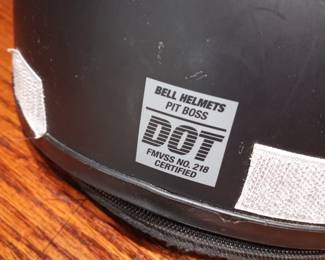 BELL HELMETS
PIT BOSS
DOT
FMVSS NO. 218
CERTIFIED